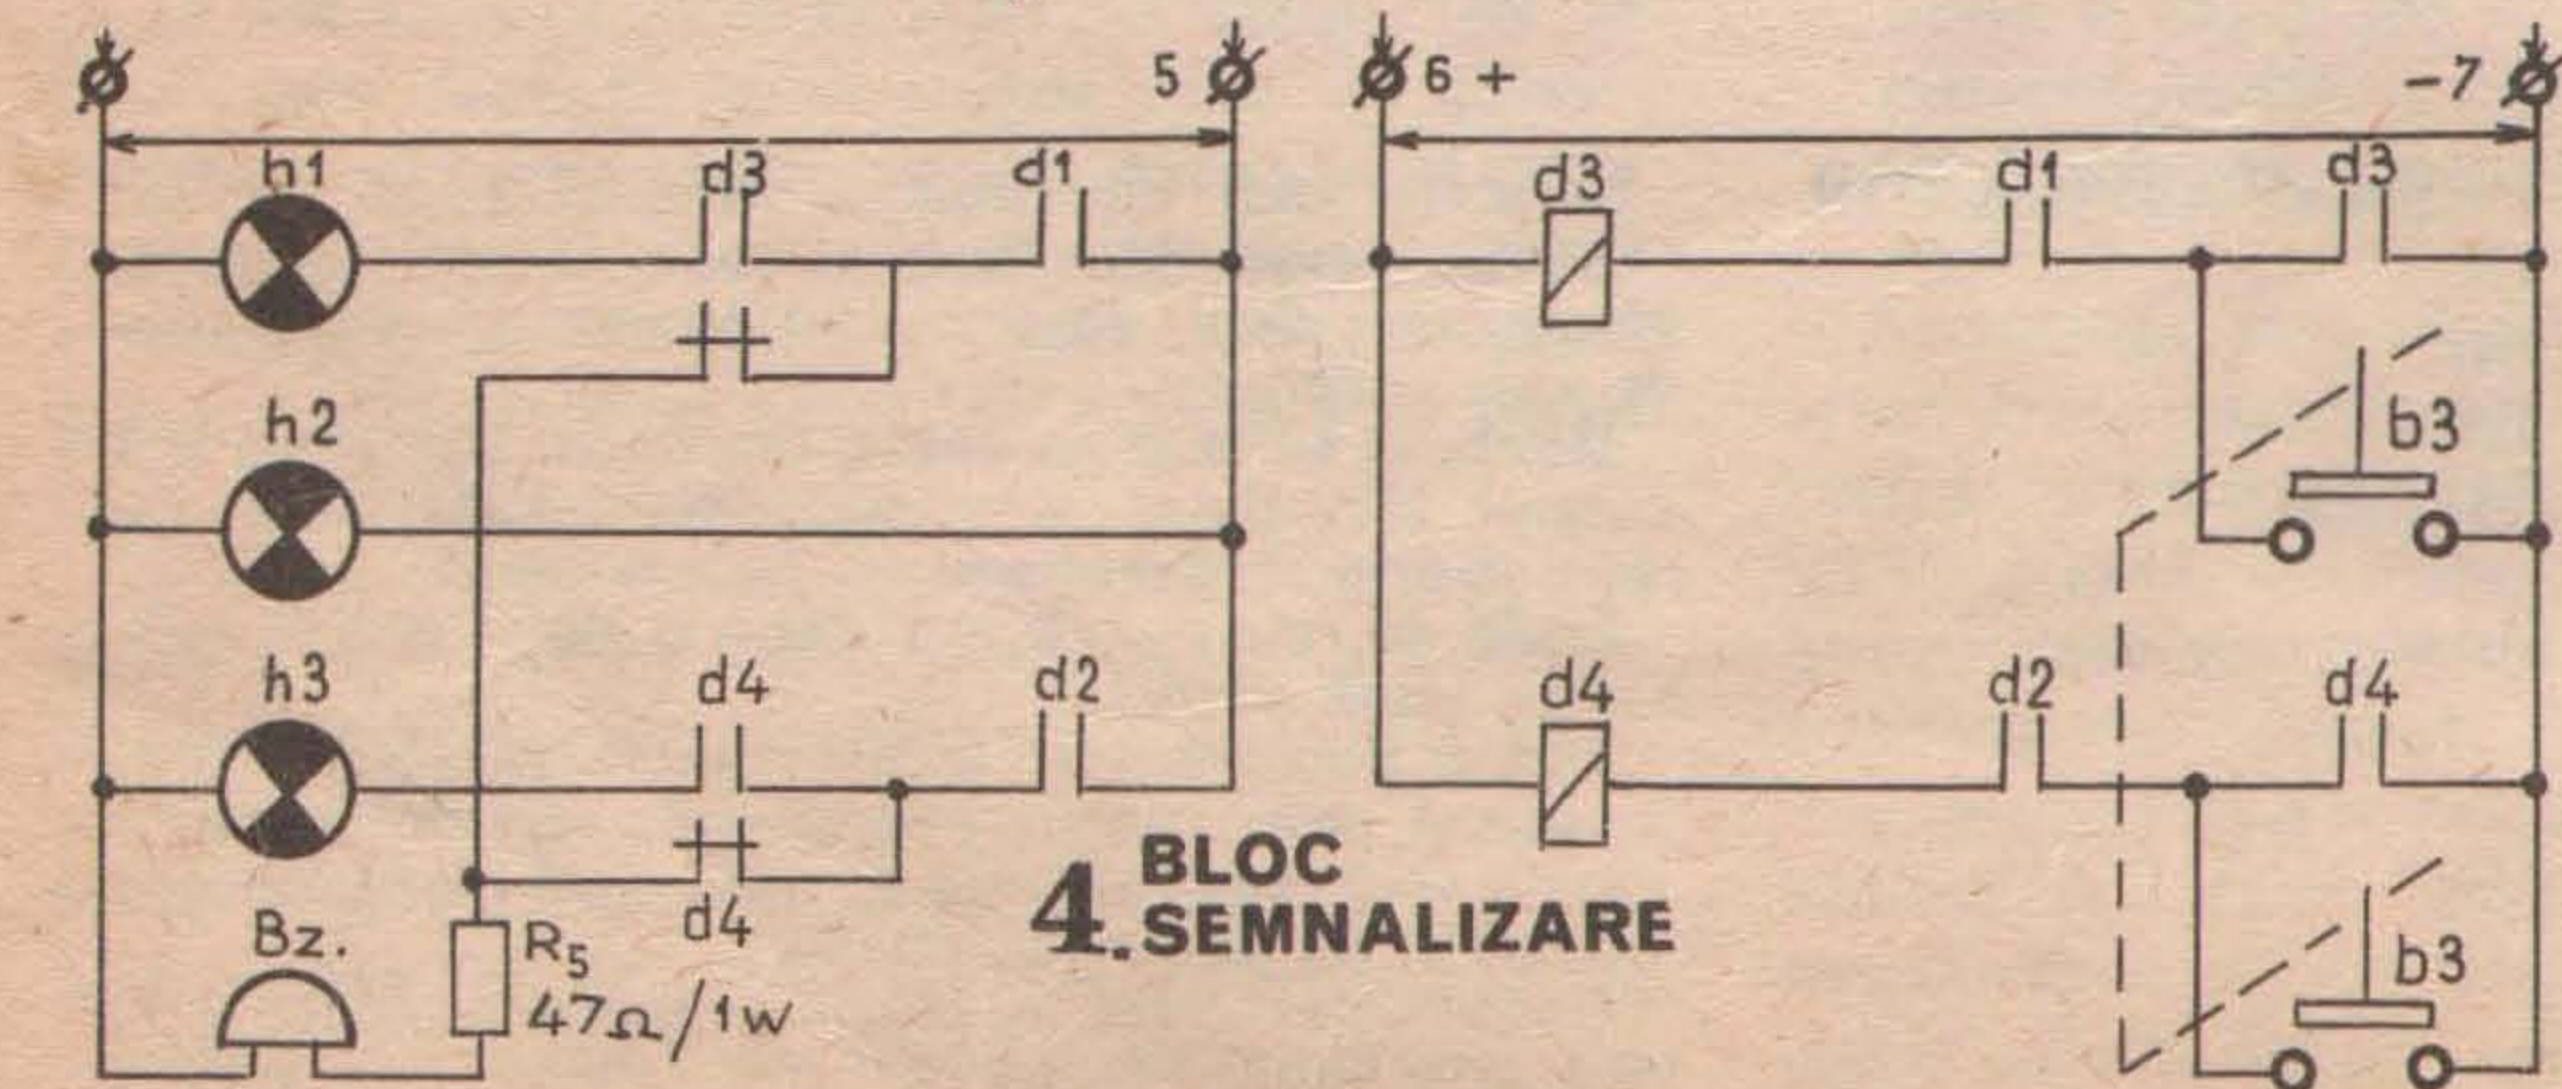 5
6 +
-7
h1
d3
d1
d3
d1
d3
h2
b3
h3
d4
d2
d4
d2
d4
d4
Bz.
R5
47Ω/1W
4. BLOC
SEMNALIZARE
b3